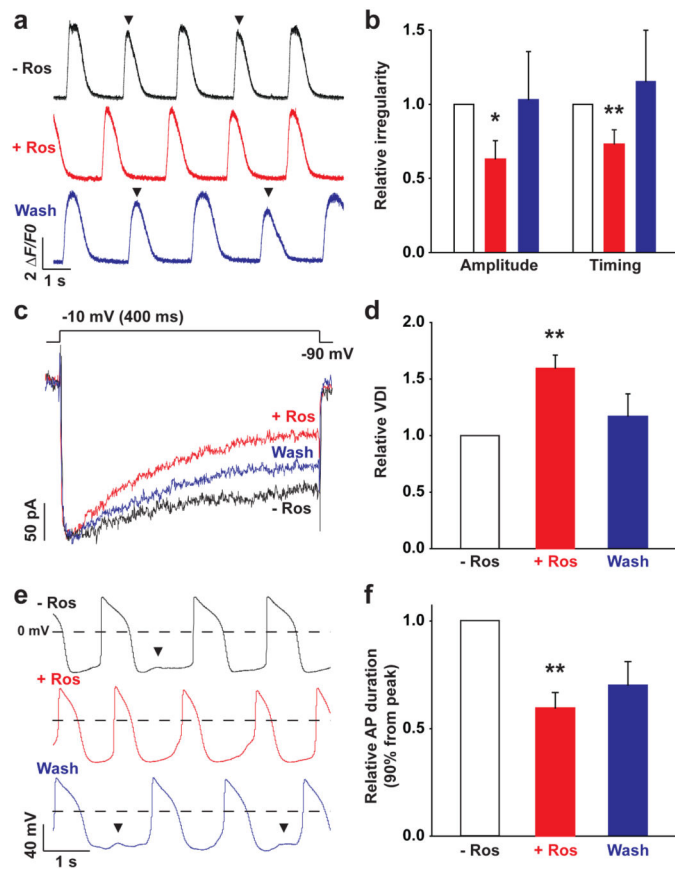 a
- Ros
+ Ros
Wash
2 ΔF/F0
1 s
b
Relative irregularity
1.5
1.0
0.5
0.0
*
**
Amplitude
Timing
c
-10 mV (400 ms)
-90 mV
+ Ros
Wash
- Ros
50 pA
d
Relative VDI
2.0
1.5
1.0
0.5
0.0
**
- Ros
+ Ros
Wash
e
- Ros
0 mV
+ Ros
Wash
40 mV
1 s
f
Relative AP duration
(90% from peak)
1.0
0.5
0.0
**
- Ros
+ Ros
Wash